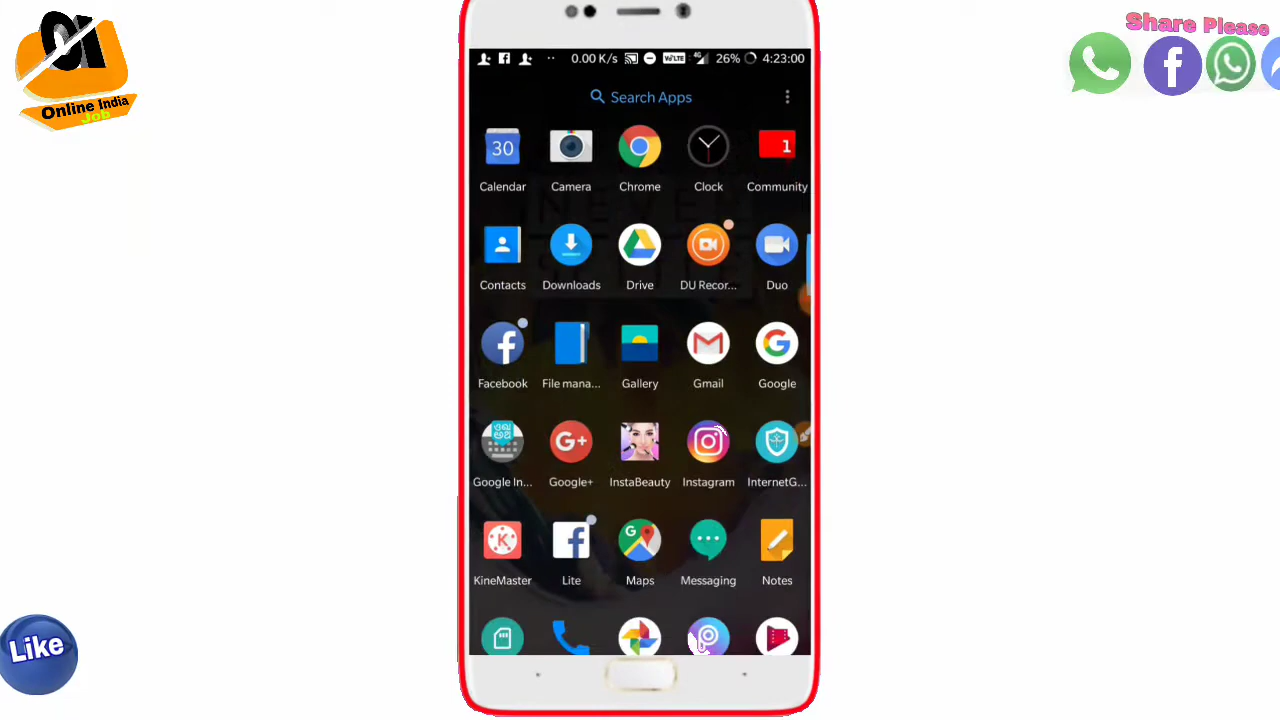 Share Please
Online India
Job
0.00 K/s VoLTE 4G 26% 4:23:00
Search Apps
30 1
Calendar Camera Chrome Clock Community
Contacts Downloads Drive DU Recor... Duo
Facebook File mana... Gallery Gmail Google
G+
Google In... Google+ InstaBeauty Instagram InternetG...
K
KineMaster Lite Maps Messaging Notes
Like